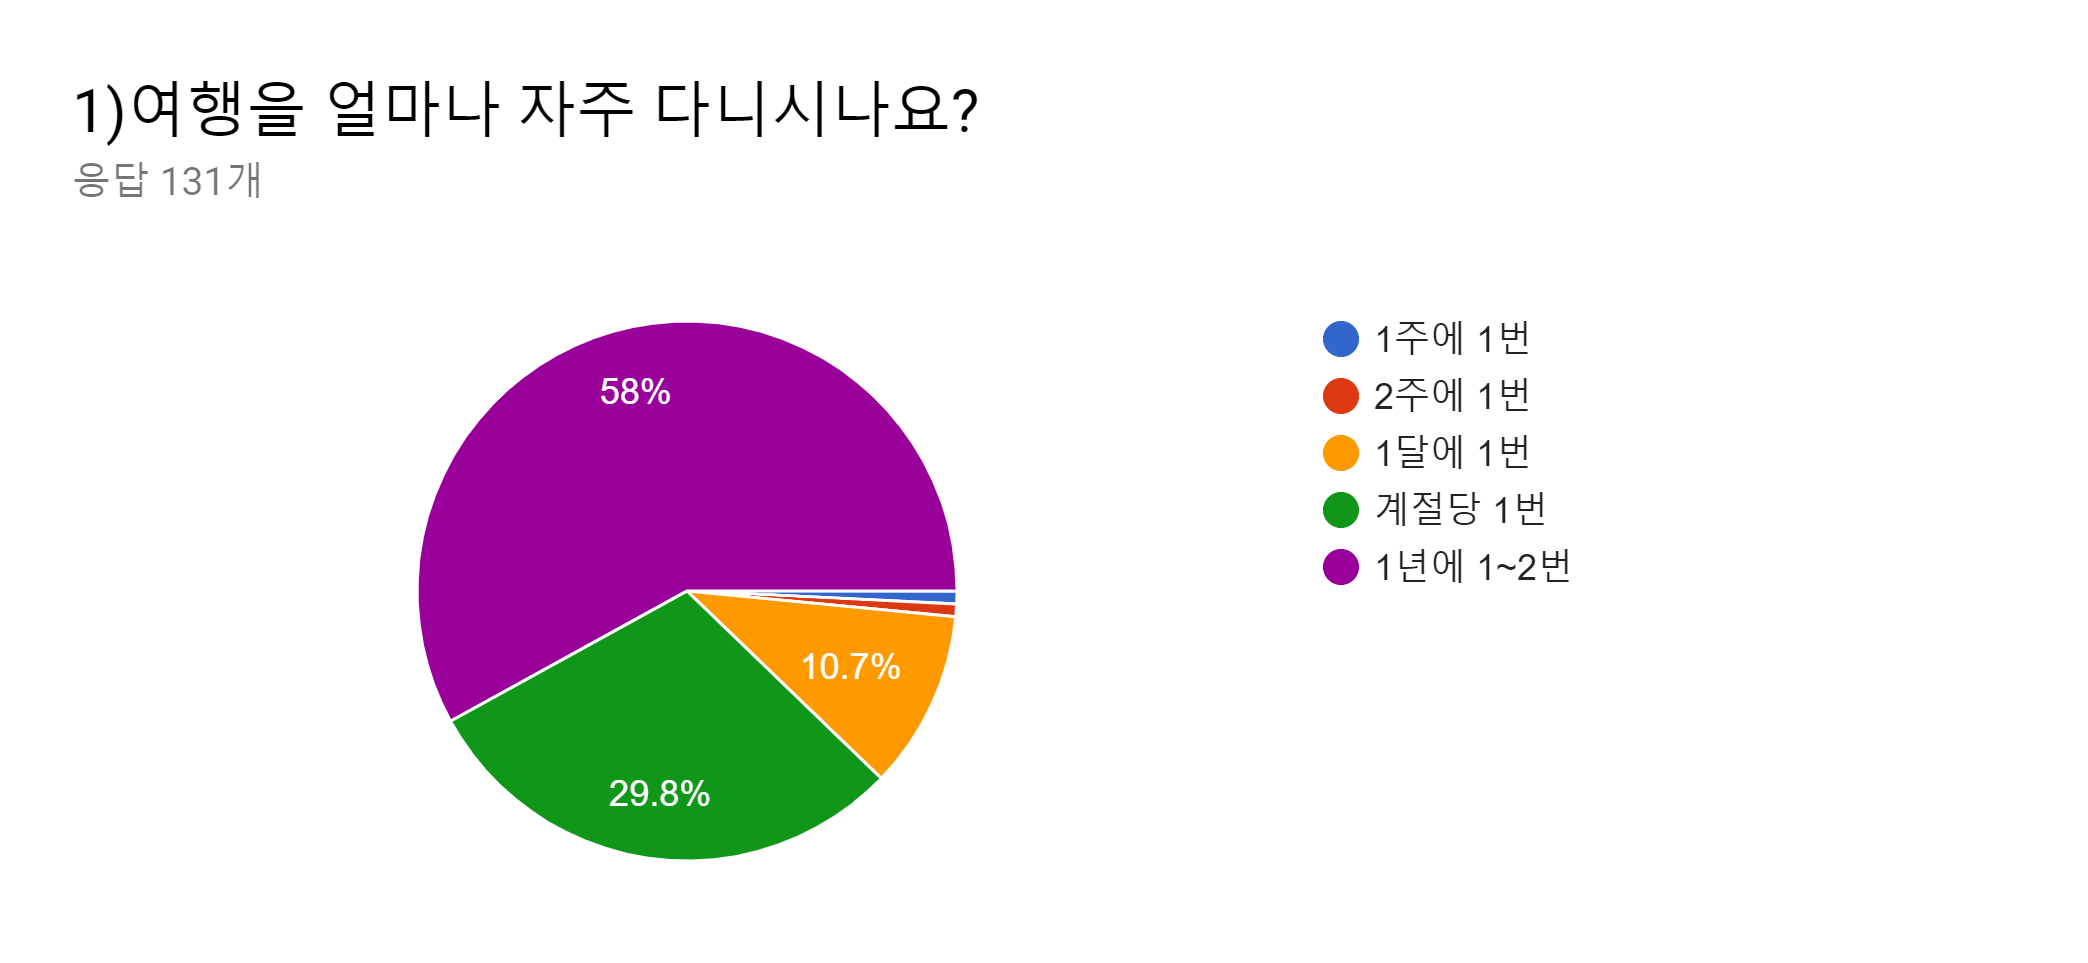 1)여행을 얼마나 자주 다니시나요?
응답 131개
58%
10.7%
29.8%
1주에 1번
2주에 1번
1달에 1번
계절당 1번
1년에 1~2번